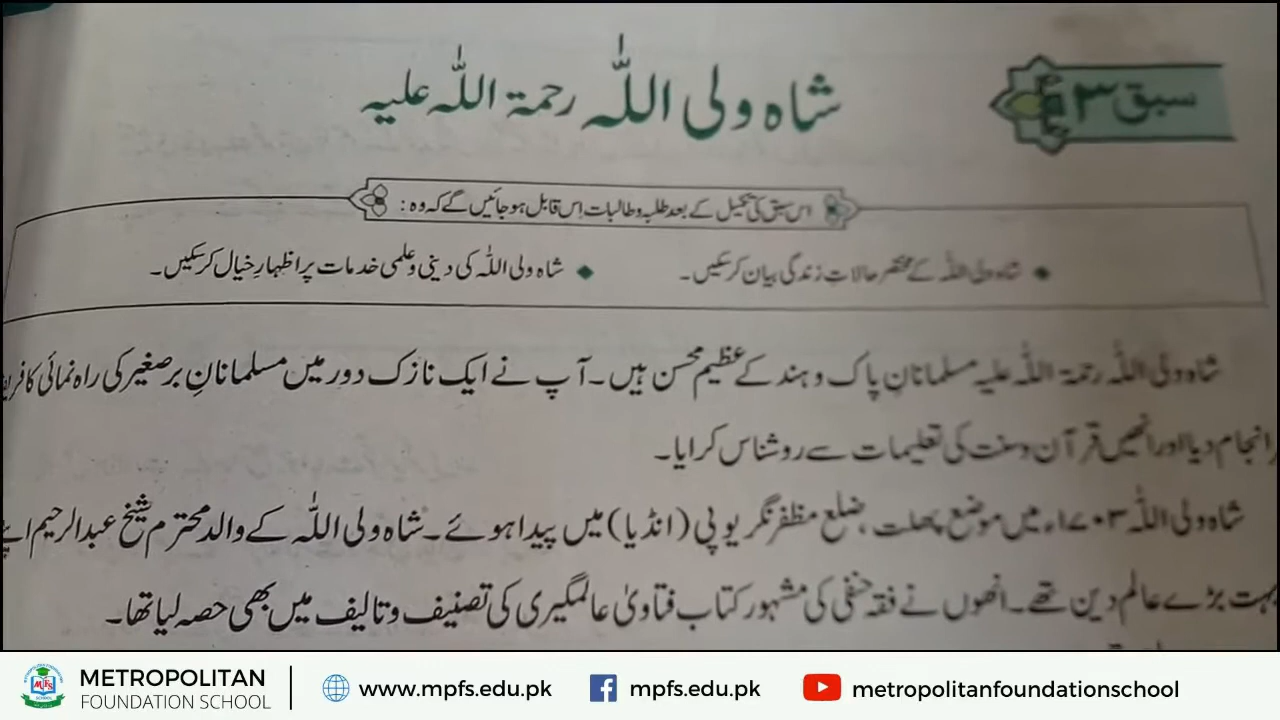 سبق ۳
شاہ ولی اللہ رحمۃ اللہ علیہ
اس سبق کی تکمیل کے بعد طلبہ و طالبات اِس قابل ہو جائیں گے کہ وہ :
شاہ ولی اللہ کے مختصر حالاتِ زندگی بیان کر سکیں۔
شاہ ولی اللہ کی دینی و علمی خدمات پر اظہارِ خیال کر سکیں۔
شاہ ولی اللہ رحمۃ اللہ علیہ مسلمانانِ پاک و ہند کے عظیم محسن ہیں۔ آپ نے ایک نازک دور میں مسلمانانِ برصغیر کی راہ نمائی کا
انجام دیا اور انھیں قرآن و سنت کی تعلیمات سے روشناس کرایا۔
شاہ ولی اللہ ۱۷۰۳ء میں موضع پھلت، ضلع مظفر نگر یوپی (انڈیا) میں پیدا ہوئے۔ شاہ ولی اللہ کے والد محترم شیخ عبدالرحیم
بہت بڑے عالم دین تھے۔ انھوں نے فقہ حنفی کی مشہور کتاب فتاویٰ عالمگیری کی تصنیف و تالیف میں بھی حصہ لیا تھا۔
METROPOLITAN
FOUNDATION SCHOOL
www.mpfs.edu.pk
mpfs.edu.pk
metropolitanfoundationschool